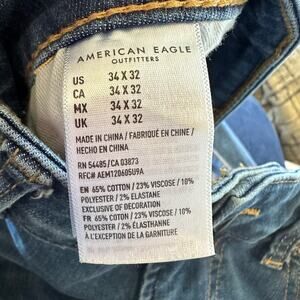 AMERICAN EAGLE
OUTFITTERS
US 34 X 32
CA 34 X 32
MX 34 X 32
UK 34 X 32
MADE IN CHINA / FABRIQUÉ EN CHINE /
HECHO EN CHINA
RN 54485/CA 03873
RFC# AEM120605U9A
EN 65% COTTON / 23% VISCOSE / 10%
POLYESTER / 2% ELASTANE
EXCLUSIVE OF DECORATION
FR 65% COTON / 23% VISCOSE / 10%
POLYESTER / 2% ÉLASTHANNE
À L'EXCEPTION DE LA GARNITURE